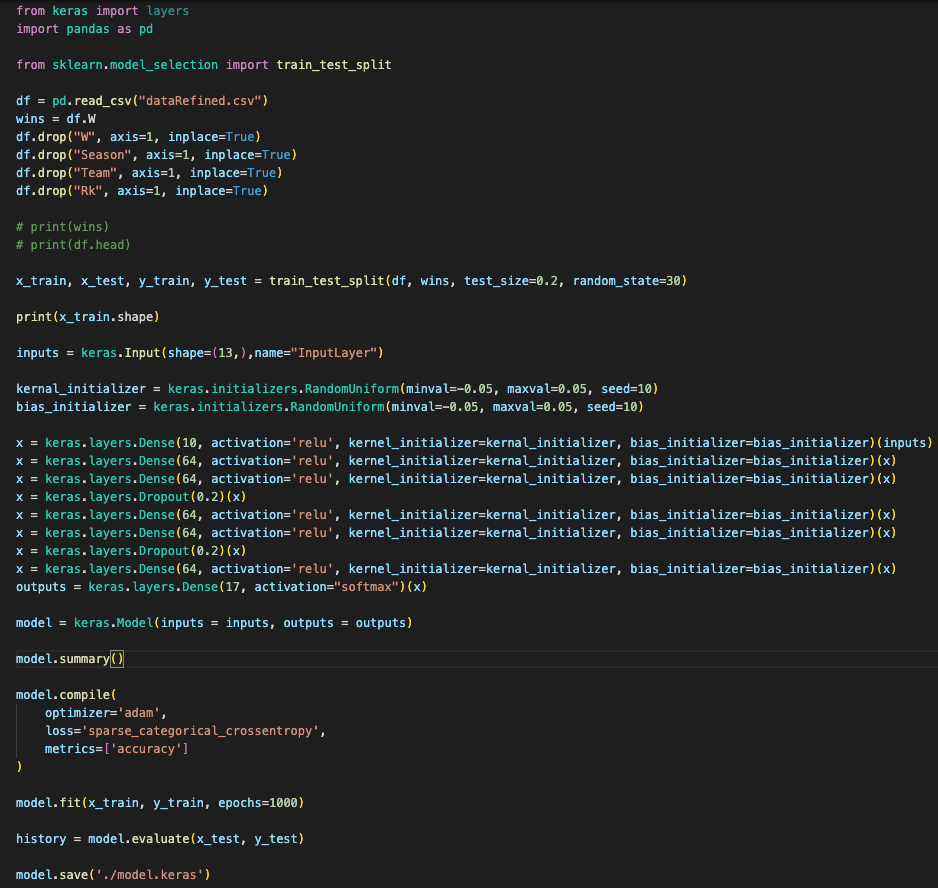 from keras import layers
import pandas as pd
from sklearn.model_selection import train_test_split
df = pd.read_csv("dataRefined.csv")
wins = df.W
df.drop("W", axis=1, inplace=True)
df.drop("Season", axis=1, inplace=True)
df.drop("Team", axis=1, inplace=True)
df.drop("Rk", axis=1, inplace=True)
# print(wins)
# print(df.head)
x_train, x_test, y_train, y_test = train_test_split(df, wins, test_size=0.2, random_state=30)
print(x_train.shape)
inputs = keras.Input(shape=(13,),name="InputLayer")
kernal_initializer = keras.initializers.RandomUniform(minval=-0.05, maxval=0.05, seed=10)
bias_initializer = keras.initializers.RandomUniform(minval=-0.05, maxval=0.05, seed=10)
x = keras.layers.Dense(10, activation='relu', kernel_initializer=kernal_initializer, bias_initializer=bias_initializer)(inputs)
x = keras.layers.Dense(64, activation='relu', kernel_initializer=kernal_initializer, bias_initializer=bias_initializer)(x)
x = keras.layers.Dense(64, activation='relu', kernel_initializer=kernal_initializer, bias_initializer=bias_initializer)(x)
x = keras.layers.Dropout(0.2)(x)
x = keras.layers.Dense(64, activation='relu', kernel_initializer=kernal_initializer, bias_initializer=bias_initializer)(x)
x = keras.layers.Dense(64, activation='relu', kernel_initializer=kernal_initializer, bias_initializer=bias_initializer)(x)
x = keras.layers.Dropout(0.2)(x)
x = keras.layers.Dense(64, activation='relu', kernel_initializer=kernal_initializer, bias_initializer=bias_initializer)(x)
outputs = keras.layers.Dense(17, activation="softmax")(x)
model = keras.Model(inputs = inputs, outputs = outputs)
model.summary()
model.compile(
    optimizer='adam',
    loss='sparse_categorical_crossentropy',
    metrics=['accuracy']
)
model.fit(x_train, y_train, epochs=1000)
history = model.evaluate(x_test, y_test)
model.save('./model.keras')